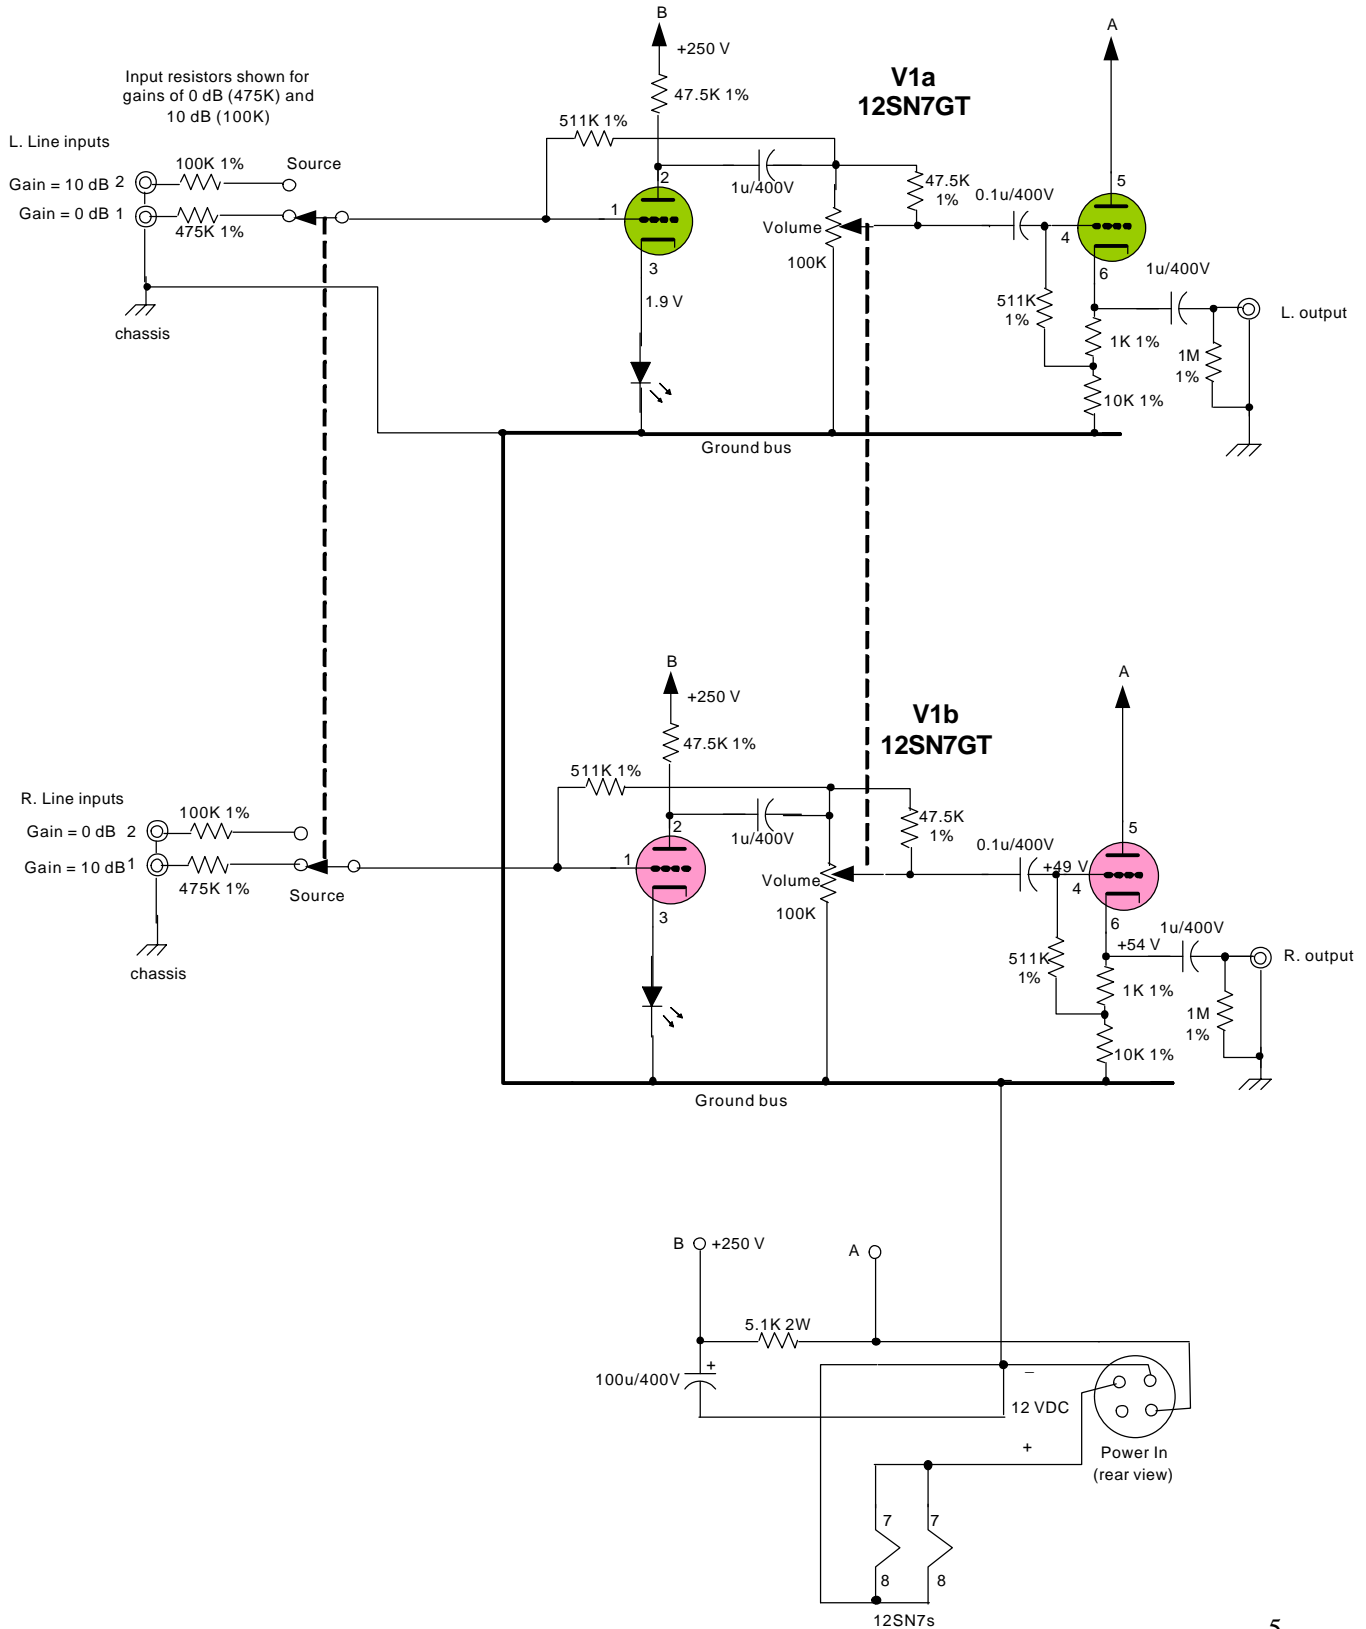 B
+250 V
A
Input resistors shown for
gains of 0 dB (475K) and
10 dB (100K)
47.5K 1%
V1a
12SN7GT
511K 1%
L. Line inputs
100K 1%
Source
Gain = 10 dB 2
Gain = 0 dB 1
475K 1%
2
1
3
1u/400V
47.5K
1%
0.1u/400V
5
4
6
Volume
100K
1.9 V
1u/400V
511K
1%
1K 1%
1M
1%
10K 1%
L. output
chassis
Ground bus
B
+250 V
A
47.5K 1%
V1b
12SN7GT
511K 1%
R. Line inputs
100K 1%
Gain = 0 dB 2
Gain = 10 dB 1
475K 1%
Source
2
1
3
1u/400V
47.5K
1%
0.1u/400V
5
+49 V
4
6
Volume
100K
+54 V
1u/400V
511K
1%
1K 1%
1M
1%
10K 1%
R. output
chassis
Ground bus
B
+250 V
A
5.1K 2W
100u/400V
+
–
12 VDC
+
Power In
(rear view)
7
7
8
8
12SN7s
5